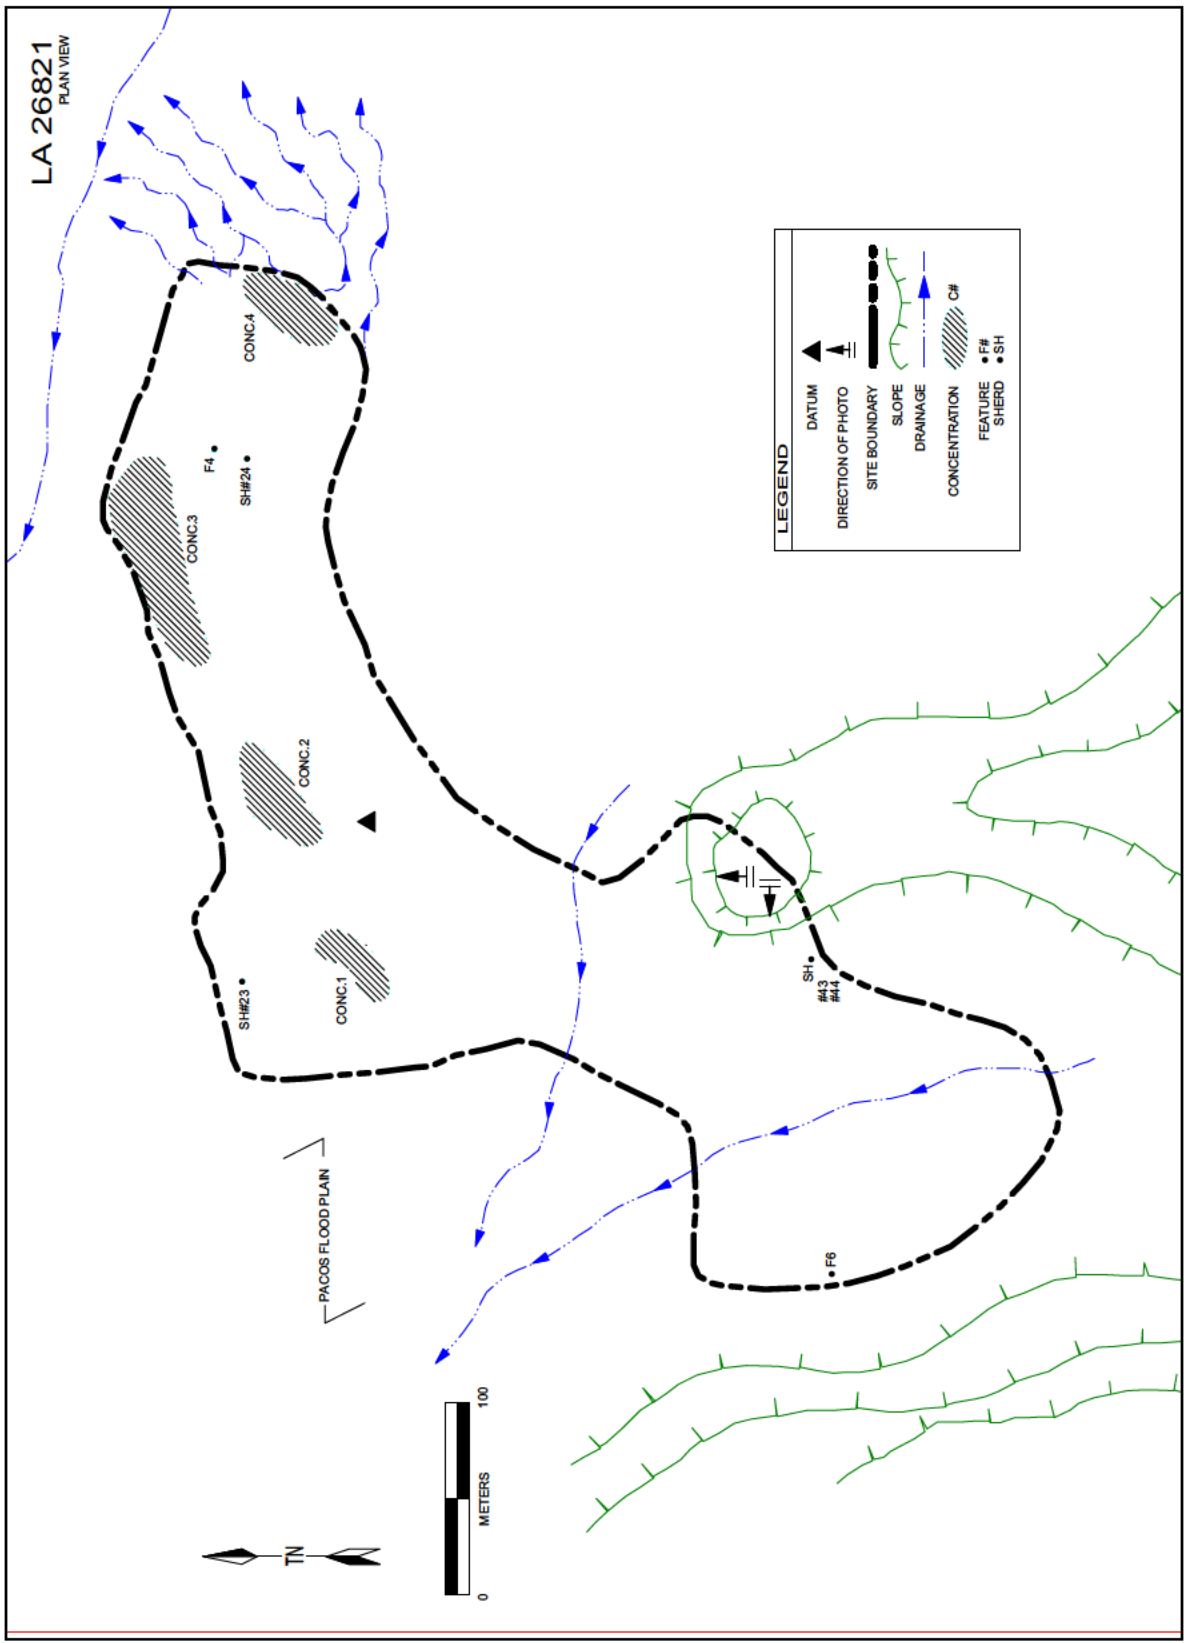 LA 26821
PLAN VIEW
CONC.4
F4
SH#24
CONC.3
CONC.2
SH#23
CONC.1
PACOS FLOOD PLAIN
SH
#43
#44
F6
TN
0
METERS
100
LEGEND
DATUM
DIRECTION OF PHOTO
SITE BOUNDARY
SLOPE
DRAINAGE
CONCENTRATION C#
FEATURE F#
SHERD SH